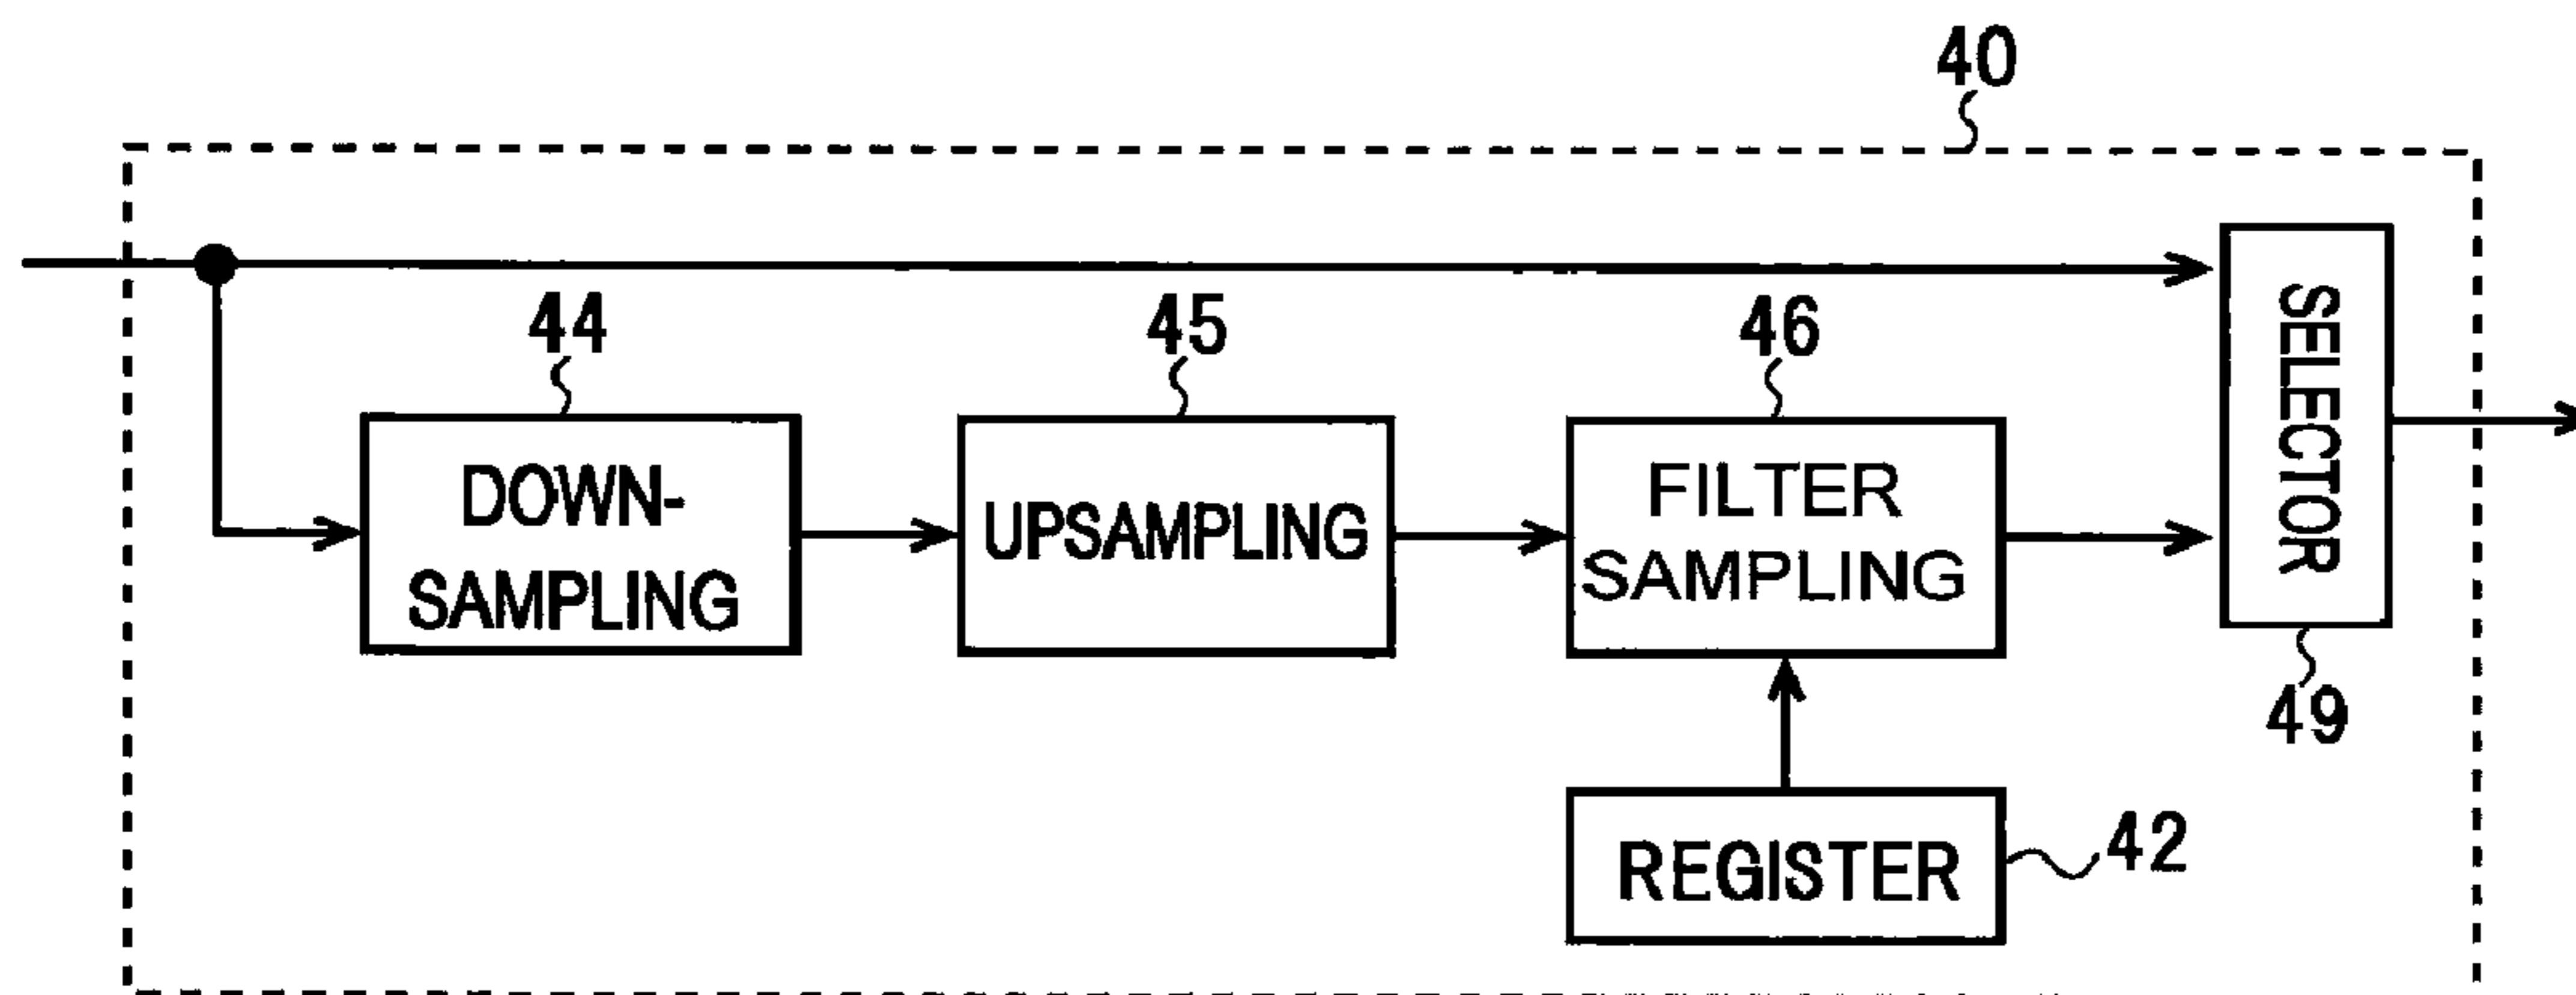 40
44
45
46
DOWN-
SAMPLING
UPSAMPLING
FILTER
SAMPLING
SELECTOR
49
REGISTER
42